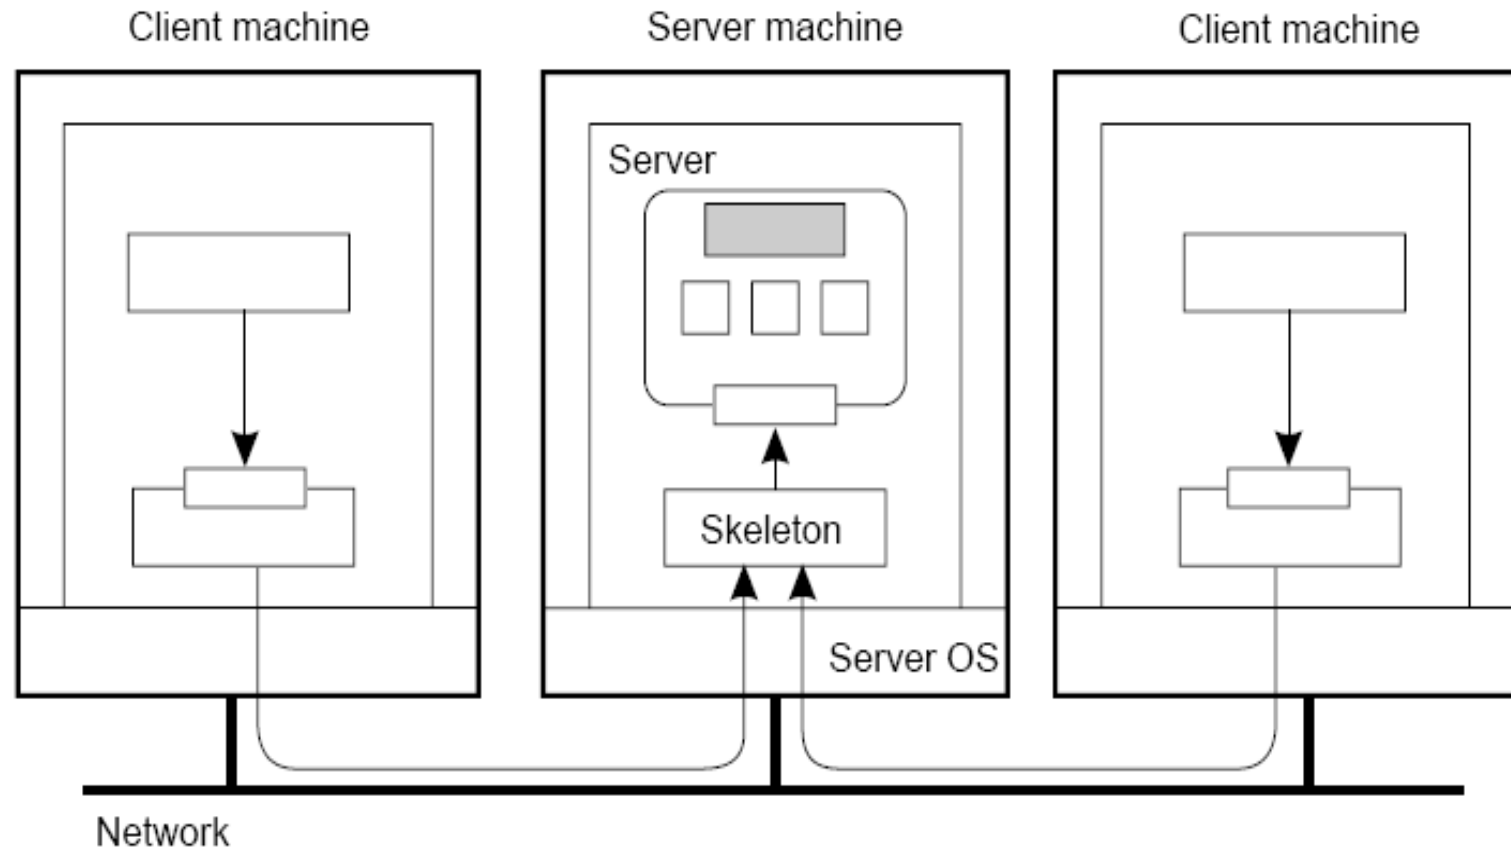 Client machine
Server machine
Client machine
Server
Skeleton
Server OS
Network